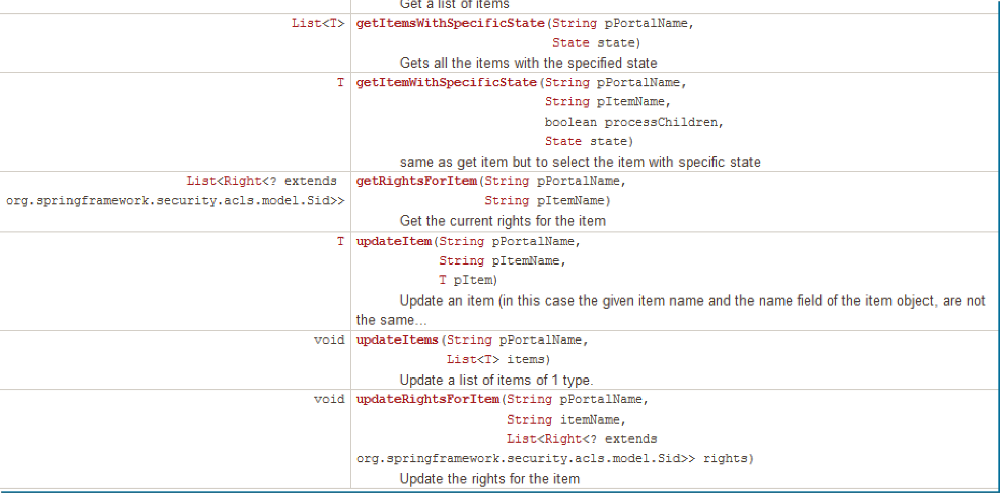 Get a list of items
List<T> getItemsWithSpecificState(String pPortalName,
State state)
Gets all the items with the specified state
T getItemWithSpecificState(String pPortalName,
String pItemName,
boolean processChildren,
State state)
same as get item but to select the item with specific state
List<Right<? extends getRightsForItem(String pPortalName,
org.springframework.security.acls.model.Sid>> String pItemName)
Get the current rights for the item
T updateItem(String pPortalName,
String pItemName,
T pItem)
Update an item (in this case the given item name and the name field of the item object, are not
the same...
void updateItems(String pPortalName,
List<T> items)
Update a list of items of 1 type.
void updateRightsForItem(String pPortalName,
String itemName,
List<Right<? extends
org.springframework.security.acls.model.Sid>> rights)
Update the rights for the item